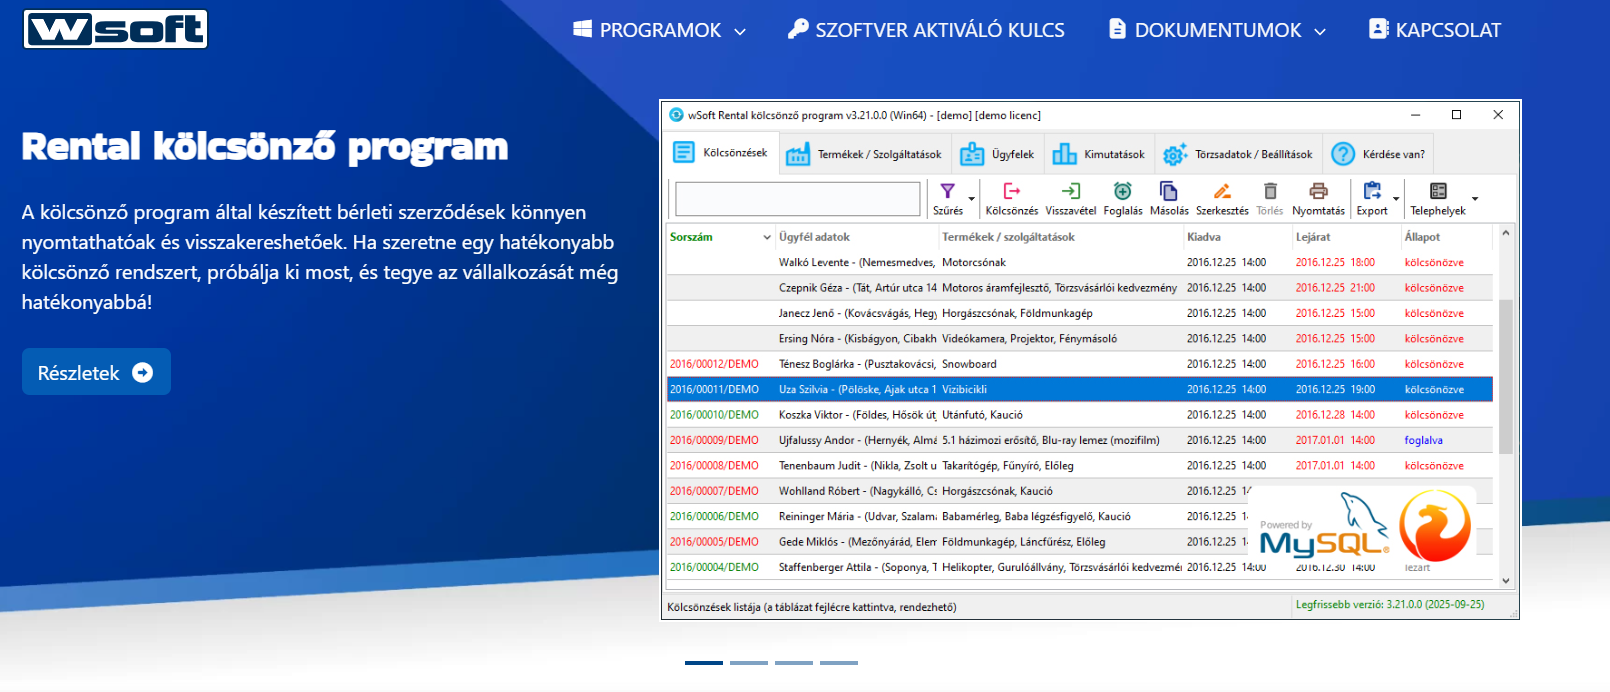 Wsoft
PROGRAMOK
SZOFTVER AKTIVÁLÓ KULCS
DOKUMENTUMOK
KAPCSOLAT
Rental kölcsönző program
A kölcsönző program által készített bérleti szerződések könnyen
nyomtathatóak és visszakereshetőek. Ha szeretne egy hatékonyabb
kölcsönző rendszert, próbálja ki most, és tegye az vállalkozását még
hatékonyabbá!
Részletek
wSoft Rental kölcsönző program v3.21.0.0 (Win64) - [demo] [demo licenc]
Kölcsönzések Termékek / Szolgáltatások Ügyfelek Kimutatások Törzsadatok / Beállítások Kérdése van?
Szűrés Kölcsönzés Visszavétel Foglalás Másolás Szerkesztés Törlés Nyomtatás Export Telephelyek
Sorszám Ügyfél adatok Termékek / szolgáltatások Kiadva Lejárat Állapot
Walkó Levente - (Nemesmedves, Motorcsónak 2016.12.25 14:00 2016.12.25 18:00 kölcsönözve
Czepnik Géza - (Tát, Artúr utca 14 Motoros áramfejlesztő, Törzsvásárlói kedvezmény 2016.12.25 14:00 2016.12.25 21:00 kölcsönözve
Janecz Jenő - (Kovácsvágás, Hegy Horgászcsónak, Földmunkagép 2016.12.25 14:00 2016.12.25 15:00 kölcsönözve
Ersing Nóra - (Kisbágyon, Cibakh Videókamera, Projektor, Fénymásoló 2016.12.25 14:00 2016.12.25 15:00 kölcsönözve
2016/00012/DEMO Ténesz Boglárka - (Pusztakovácsi, Snowboard 2016.12.25 14:00 2016.12.25 16:00 kölcsönözve
2016/00011/DEMO Uza Szilvia - (Pölöske, Ajak utca 1 Vizibicikli 2016.12.25 14:00 2016.12.25 19:00 kölcsönözve
2016/00010/DEMO Koszka Viktor - (Földes, Hősök út, Utánfutó, Kaució 2016.12.25 14:00 2016.12.28 14:00 kölcsönözve
2016/00009/DEMO Ujfalussy Andor - (Hernyék, Almá 5.1 házimozi erősítő, Blu-ray lemez (mozifilm) 2016.12.25 14:00 2017.01.01 14:00 foglalva
2016/00008/DEMO Tenenbaum Judit - (Nikla, Zsolt u Takarítógép, Fűnyíró, Előleg 2016.12.25 14:00 2017.01.01 14:00 kölcsönözve
2016/00007/DEMO Wohlland Róbert - (Nagykálló, Cs Horgászcsónak, Kaució 2016.12.25
2016/00006/DEMO Reininger Mária - (Udvar, Szalam Babamérleg, Baba légzésfigyelő, Kaució 2016.12.25
2016/00005/DEMO Gede Miklós - (Mezőnyárád, Elem Földmunkagép, Láncfűrész, Előleg 2016.12.25
2016/00004/DEMO Staffenberger Attila - (Soponya, T Helikopter, Gurulóállvány, Törzsvásárlói kedvezmé 2016.12.25 14:00 2016.12.30 14:00 lezárt
Powered by
MySQL®
Kölcsönzések listája (a táblázat fejlécre kattintva, rendezhető) Legfrissebb verzió: 3.21.0.0 (2025-09-25)